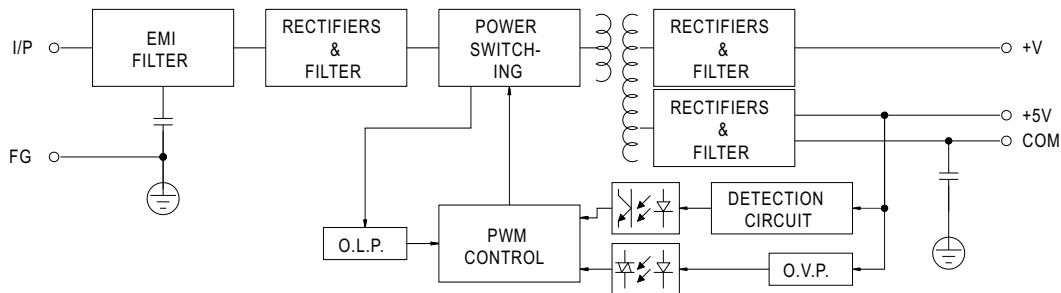 I/P
EMI
FILTER
RECTIFIERS
&
FILTER
POWER
SWITCH-
ING
RECTIFIERS
&
FILTER
+V
RECTIFIERS
&
FILTER
+5V
COM
FG
O.L.P.
PWM
CONTROL
DETECTION
CIRCUIT
O.V.P.